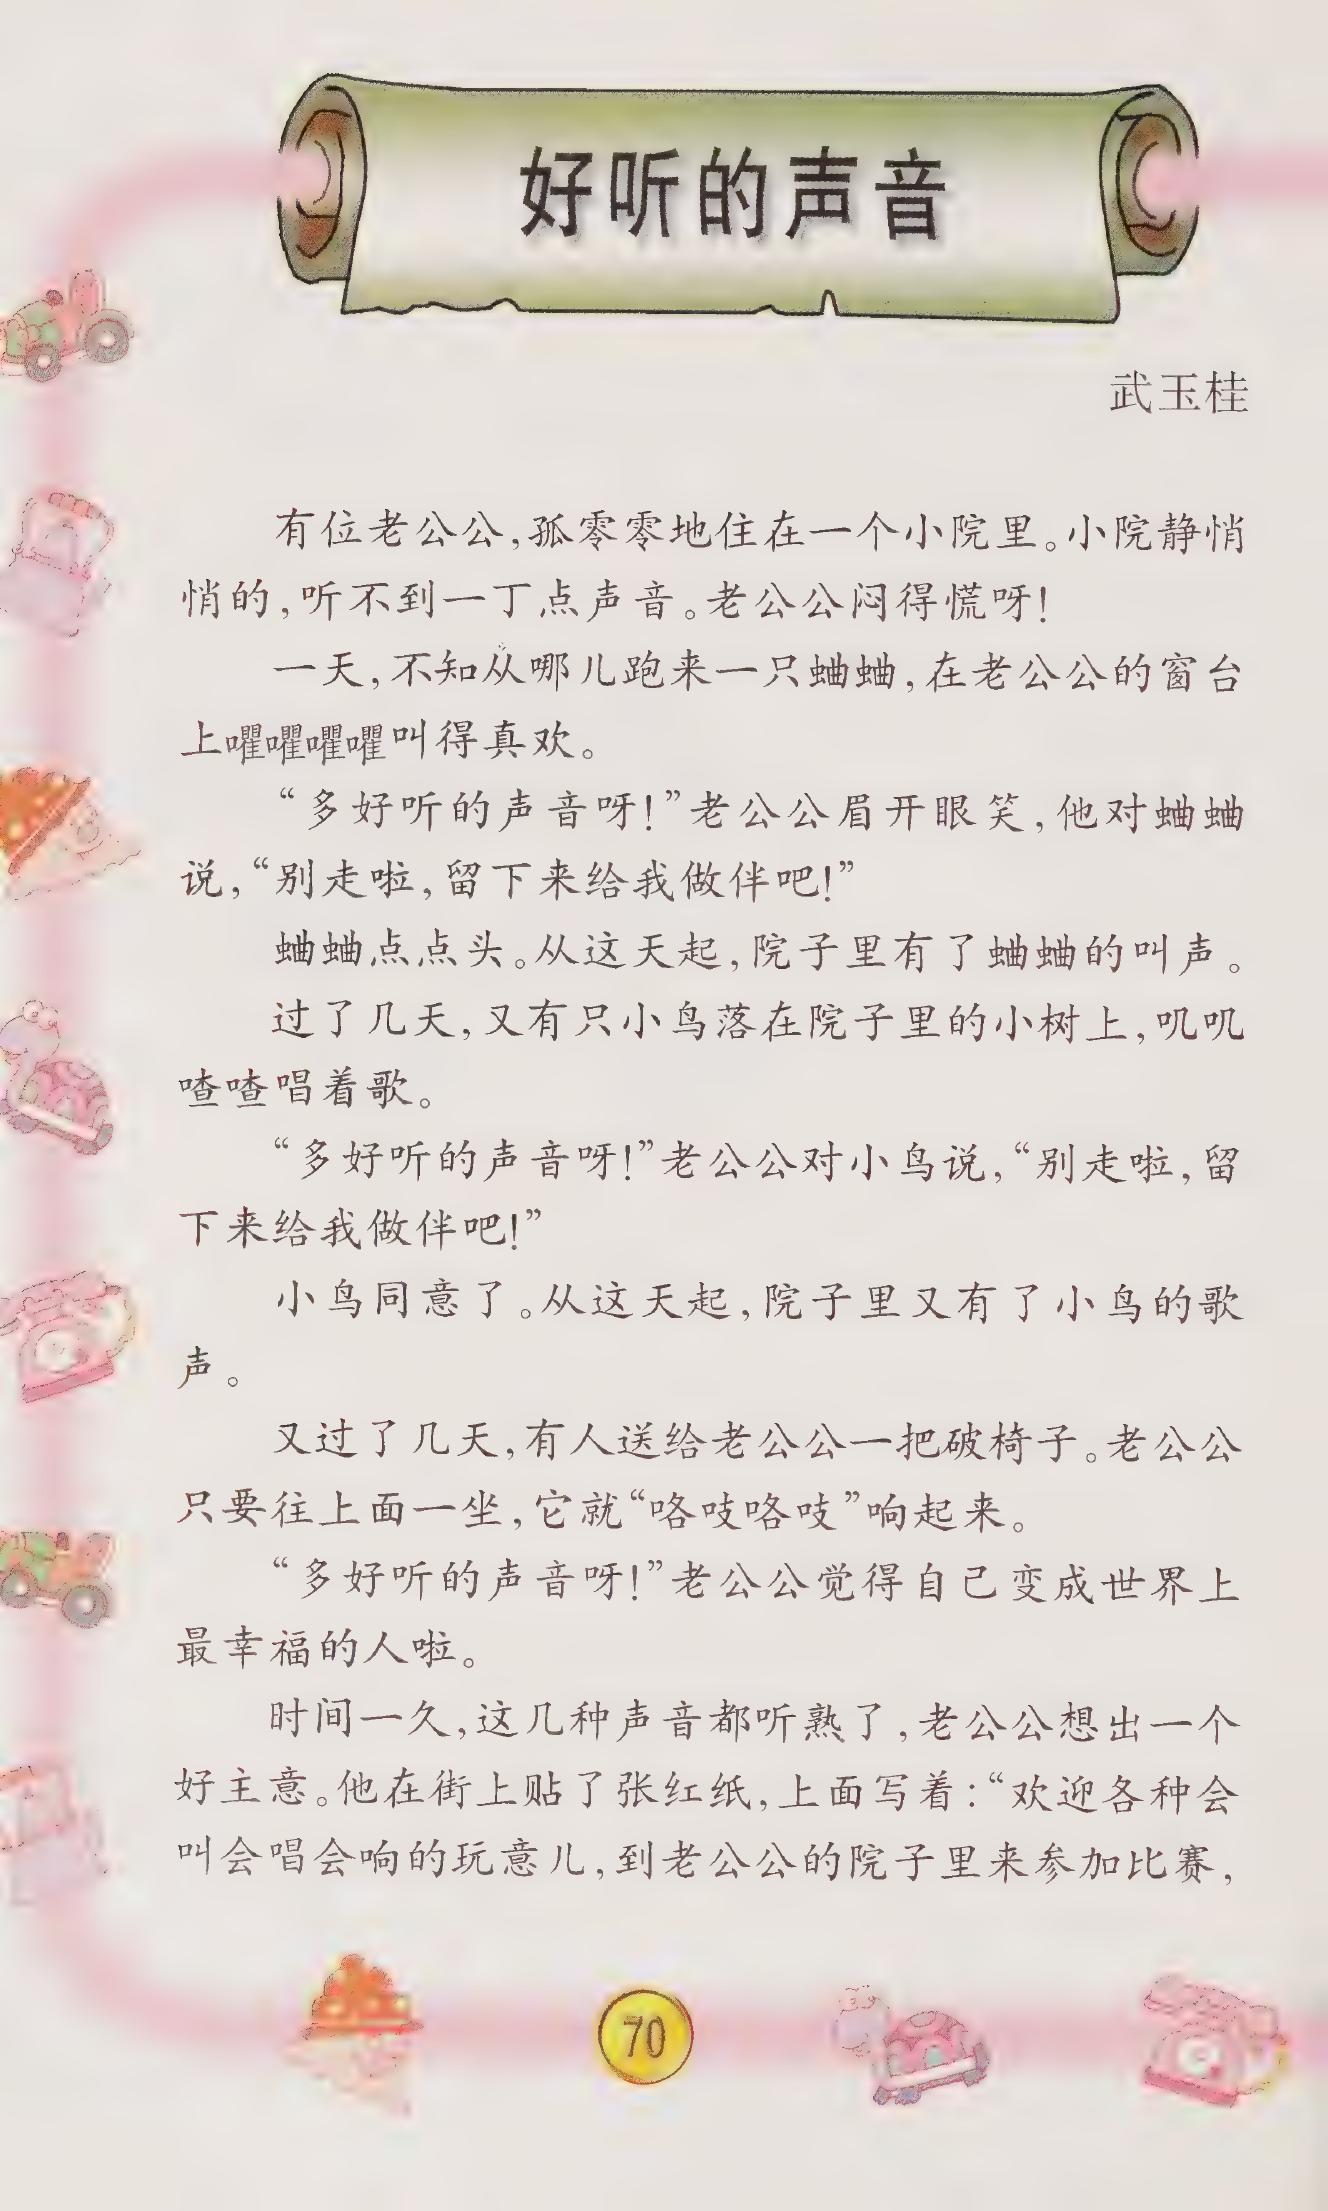 好听的声音
武玉桂
有位老公公,孤零零地住在一个小院里。小院静悄
悄的,听不到一丁点声音。老公公闷得慌呀!
一天,不知从哪儿跑来一只蛐蛐,在老公公的窗台
上嚁嚁嚁嚁叫得真欢。
“多好听的声音呀!”老公公眉开眼笑,他对蛐蛐
说,“别走啦,留下来给我做伴吧!”
蛐蛐点点头。从这天起,院子里有了蛐蛐的叫声。
过了几天,又有只小鸟落在院子里的小树上,叽叽
喳喳唱着歌。
“多好听的声音呀!”老公公对小鸟说,“别走啦,留
下来给我做伴吧!”
小鸟同意了。从这天起,院子里又有了小鸟的歌
声。
又过了几天,有人送给老公公一把破椅子。老公公
只要往上面一坐,它就“咯吱咯吱”响起来。
“多好听的声音呀!”老公公觉得自己变成世界上
最幸福的人啦。
时间一久,这几种声音都听熟了,老公公想出一个
好主意。他在街上贴了张红纸,上面写着:“欢迎各种会
叫会唱会响的玩意儿,到老公公的院子里来参加比赛,
70